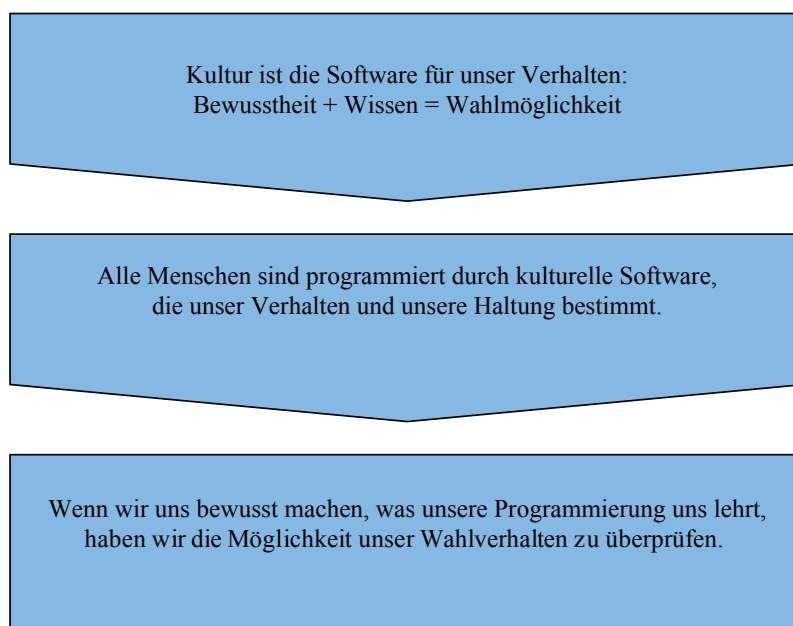 Kultur ist die Software für unser Verhalten:
Bewusstheit + Wissen = Wahlmöglichkeit
Alle Menschen sind programmiert durch kulturelle Software,
die unser Verhalten und unsere Haltung bestimmt.
Wenn wir uns bewusst machen, was unsere Programmierung uns lehrt,
haben wir die Möglichkeit unser Wahlverhalten zu überprüfen.